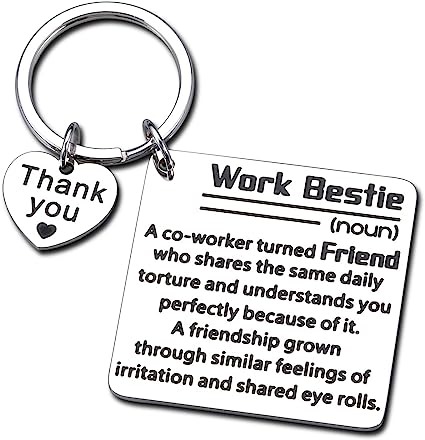 Thank
you
Work Bestie
(noun)
A co-worker turned Friend
who shares the same daily
torture and understands you
perfectly because of it.
A friendship grown
through similar feelings of
irritation and shared eye rolls.